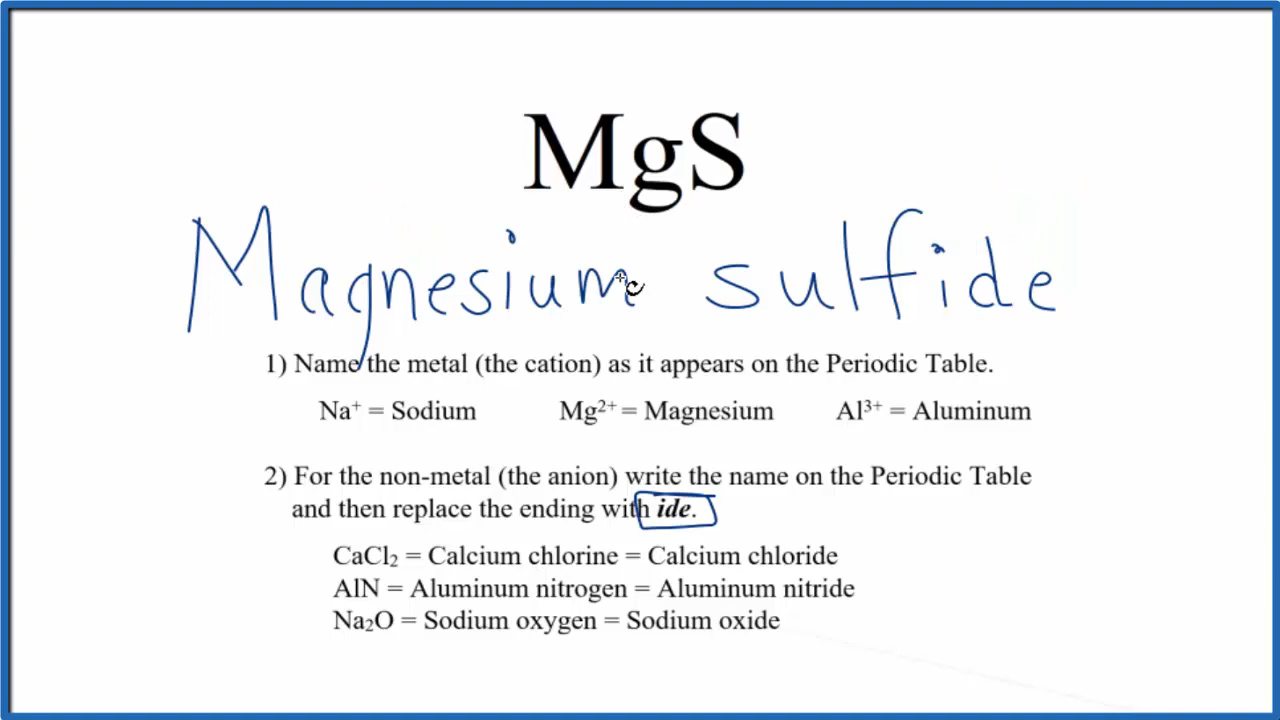 MgS
Magnesium sulfide
1) Name the metal (the cation) as it appears on the Periodic Table.
Na⁺ = Sodium Mg²⁺ = Magnesium Al³⁺ = Aluminum
2) For the non-metal (the anion) write the name on the Periodic Table
and then replace the ending with ide.
CaCl₂ = Calcium chlorine = Calcium chloride
AlN = Aluminum nitrogen = Aluminum nitride
Na₂O = Sodium oxygen = Sodium oxide